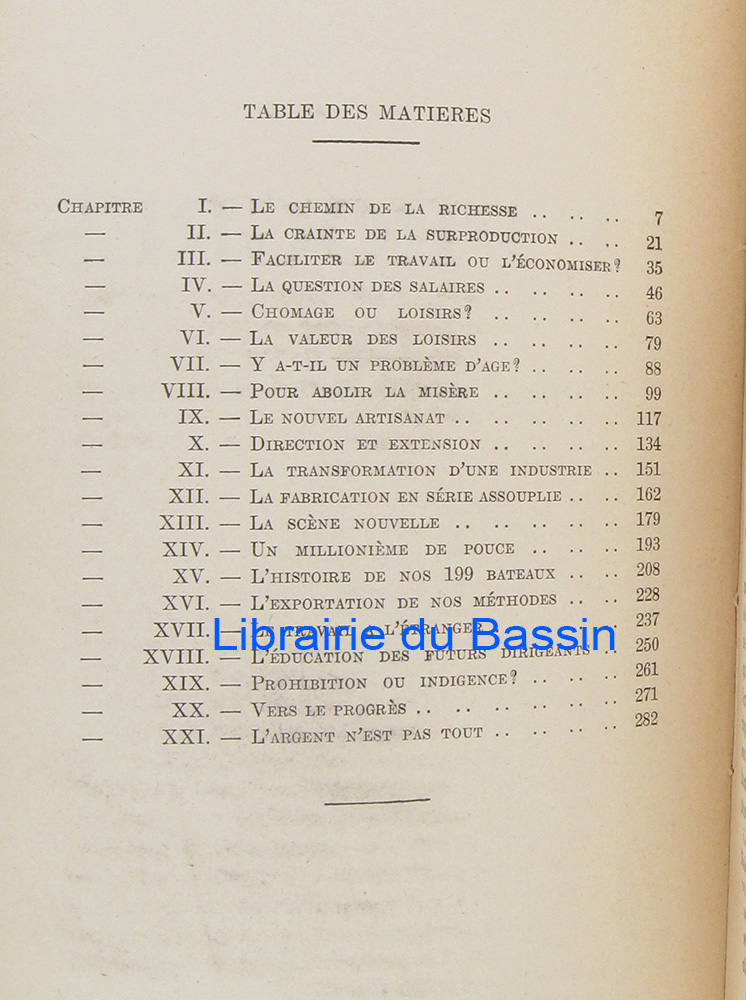 TABLE DES MATIERES
CHAPITRE I. — LE CHEMIN DE LA RICHESSE .. .. .. 7
— II. — LA CRAINTE DE LA SURPRODUCTION .. .. 21
— III. — FACILITER LE TRAVAIL OU L'ÉCONOMISER? 35
— IV. — LA QUESTION DES SALAIRES .. .. .. .. 46
— V. — CHOMAGE OU LOISIRS? .. .. .. .. 63
— VI. — LA VALEUR DES LOISIRS .. .. .. .. 79
— VII. — Y A-T-IL UN PROBLÈME D'AGE? .. .. .. 88
— VIII. — POUR ABOLIR LA MISÈRE .. .. .. .. 99
— IX. — LE NOUVEL ARTISANAT .. .. .. .. .. 117
— X. — DIRECTION ET EXTENSION .. .. .. .. 134
— XI. — LA TRANSFORMATION D'UNE INDUSTRIE .. 151
— XII. — LA FABRICATION EN SÉRIE ASSOUPLIE .. .. 162
— XIII. — LA SCÈNE NOUVELLE .. .. .. .. .. 179
— XIV. — UN MILLIONIÈME DE POUCE .. .. .. 193
— XV. — L'HISTOIRE DE NOS 199 BATEAUX .. .. 208
— XVI. — L'EXPORTATION DE NOS MÉTHODES .. .. 228
— XVII. — LE TRAVAIL A L'ÉTRANGER .. .. .. .. 237
Librairie du Bassin
— XVIII. — L'ÉDUCATION DES FUTURS DIRIGEANTS .. 250
— XIX. — PROHIBITION OU INDIGENCE? .. .. .. 261
— XX. — VERS LE PROGRÈS .. .. .. .. .. .. 271
— XXI. — L'ARGENT N'EST PAS TOUT .. .. .. .. 282